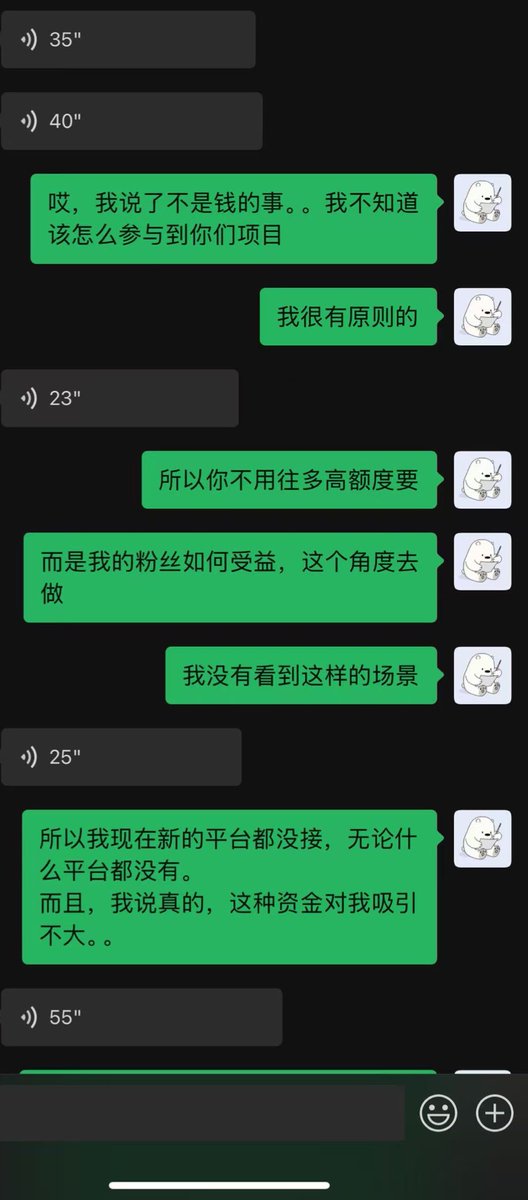 35"
40"
哎，我说了不是钱的事。。我不知道
该怎么参与到你们项目
我很有原则的
23"
所以你不用往多高额度要
而是我的粉丝如何受益，这个角度去
做
我没有看到这样的场景
25"
所以我现在新的平台都没接，无论什
么平台都没有。
而且，我说真的，这种资金对我吸引
不大。。
55"